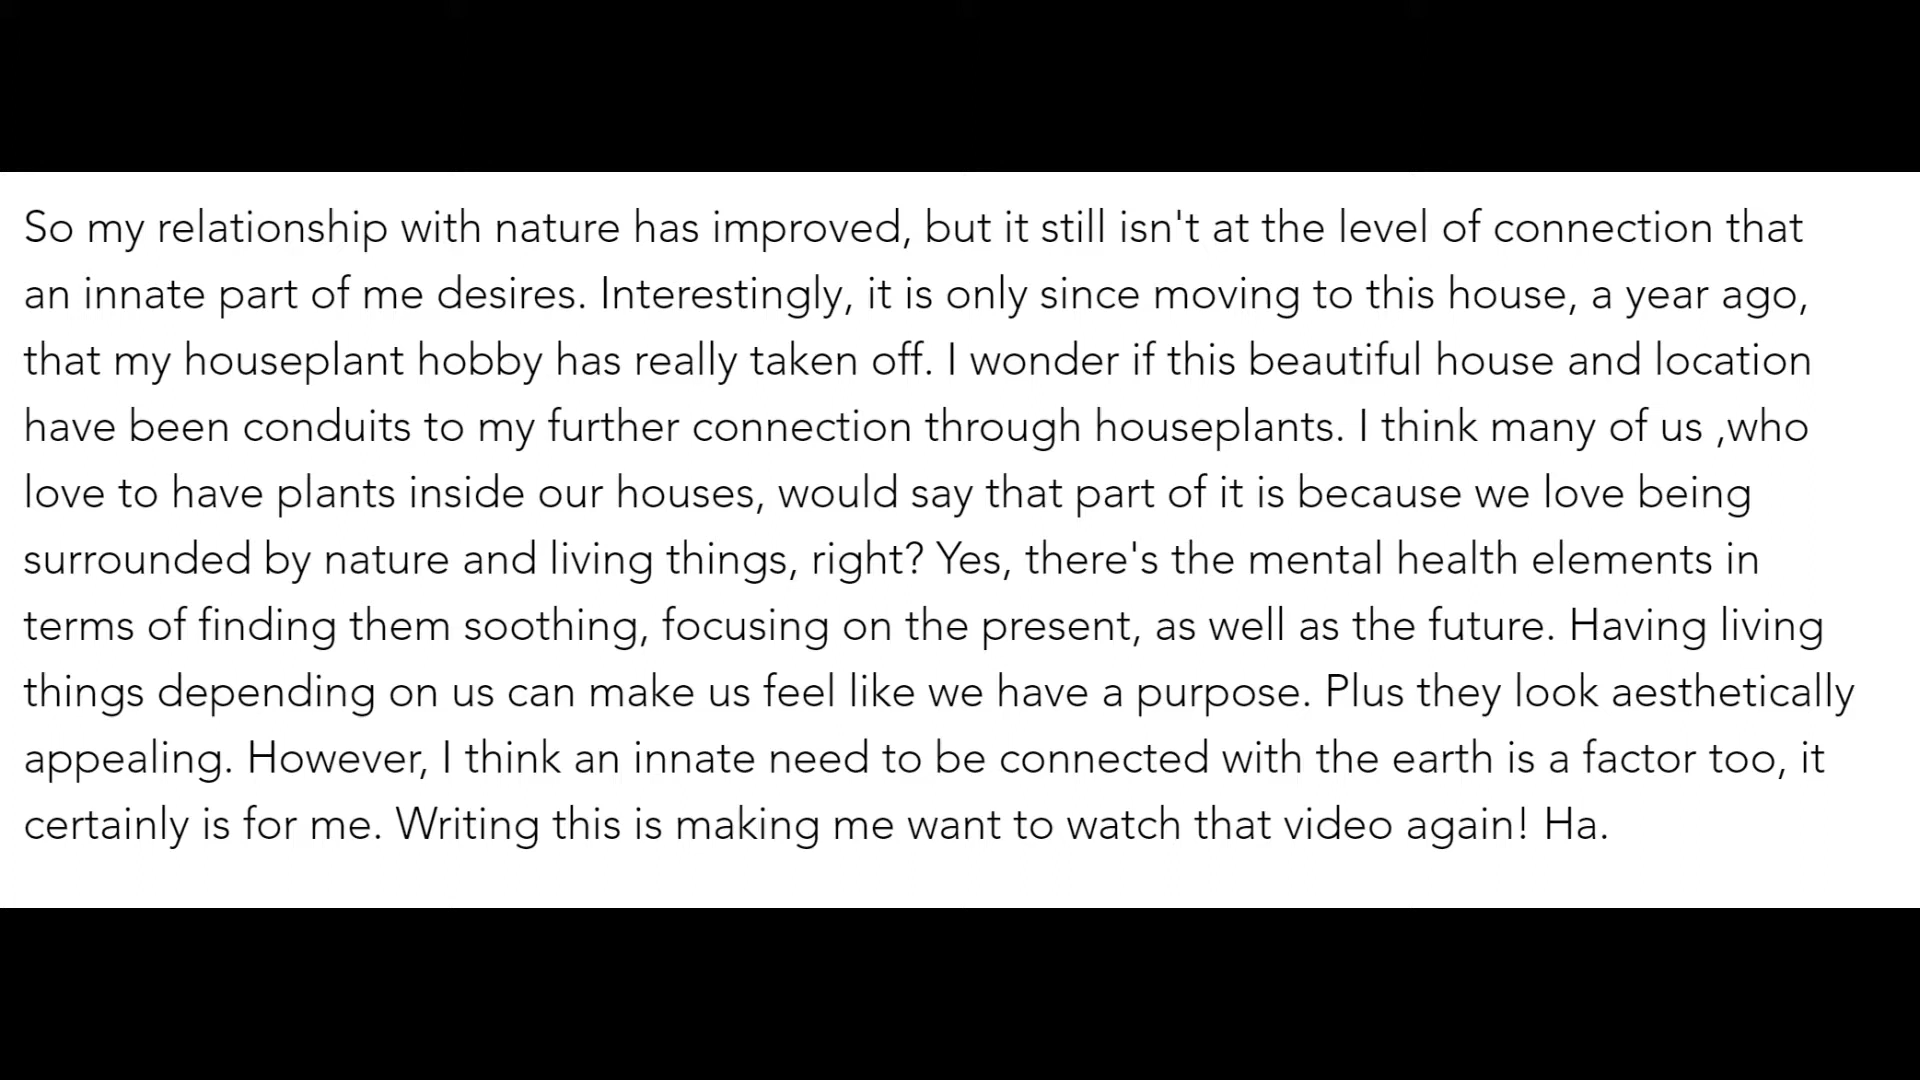 So my relationship with nature has improved, but it still isn't at the level of connection that
an innate part of me desires. Interestingly, it is only since moving to this house, a year ago,
that my houseplant hobby has really taken off. I wonder if this beautiful house and location
have been conduits to my further connection through houseplants. I think many of us ,who
love to have plants inside our houses, would say that part of it is because we love being
surrounded by nature and living things, right? Yes, there's the mental health elements in
terms of finding them soothing, focusing on the present, as well as the future. Having living
things depending on us can make us feel like we have a purpose. Plus they look aesthetically
appealing. However, I think an innate need to be connected with the earth is a factor too, it
certainly is for me. Writing this is making me want to watch that video again! Ha.